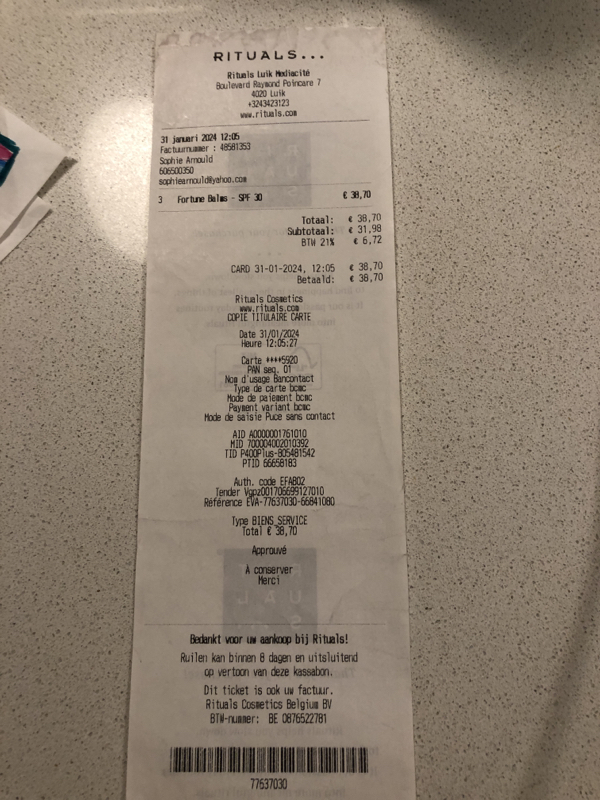 RITUALS...
Rituals Luik Mediacité
Boulevard Raymond Poincare 7
4020 Luik
+3243423123
www.rituals.com
31 januari 2024 12:05
Factuurnummer : 48581353
Sophie Arnould
606500350
sophiearnould@yahoo.com
3 Fortune Balms - SPF 30 € 38,70
Totaal: € 38,70
Subtotaal: € 31,98
BTW 21% € 6,72
CARD 31-01-2024, 12:05 € 38,70
Betaald: € 38,70
Rituals Cosmetics
www.rituals.com
COPIE TITULAIRE CARTE
Date 31/01/2024
Heure 12:05:27
Carte ****5920
PAN seq. 01
Nom d'usage Bancontact
Type de carte bcmc
Mode de paiement bcmc
Payment variant bcmc
Mode de saisie Puce sans contact
AID A0000001761010
MID 700004002010392
TID P400Plus-805481542
PTID 66658183
Auth. code EFAB02
Tender Vgpz001706699127010
Référence EVA-77637030-66841080
Type BIENS_SERVICE
Total € 38,70
Approuvé
A conserver
Merci
Bedankt voor uw aankoop bij Rituals!
Ruilen kan binnen 8 dagen en uitsluitend
op vertoon van deze kassabon.
Dit ticket is ook uw factuur.
Rituals Cosmetics Belgium BV
BTW-nummer: BE 0876522781
77637030